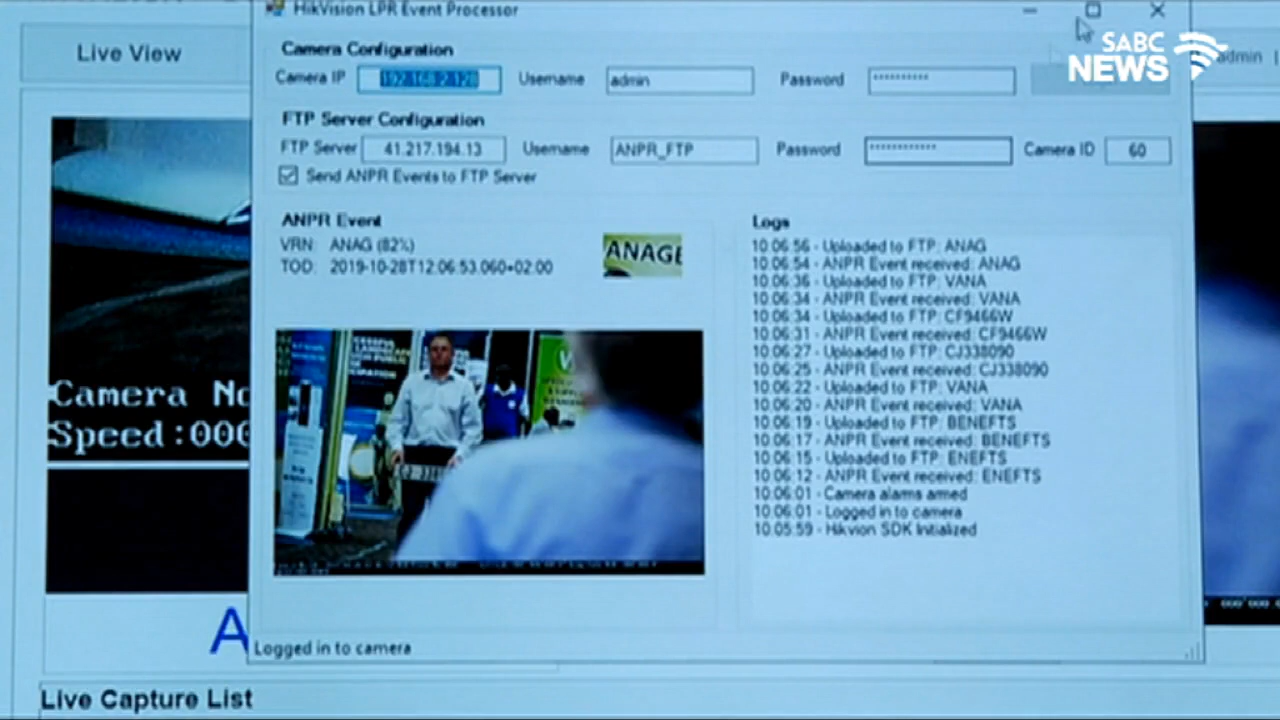 HikVision LPR Event Processor
SABC
NEWS
Live View
admin
Camera Configuration
Camera IP 192.168.2.120 Username admin Password **********
FTP Server Configuration
FTP Server 41.217.194.13 Username ANPR_FTP Password ************ Camera ID 60
Send ANPR Events to FTP Server
ANPR Event
VRN: ANAG (82%)
TOD: 2019-10-28T12:06:53.060+02:00
ANAGE
Logs
10:06:56 - Uploaded to FTP: ANAG
10:06:54 - ANPR Event received: ANAG
10:06:36 - Uploaded to FTP: VANA
10:06:34 - ANPR Event received: VANA
10:06:34 - Uploaded to FTP: CF9466W
10:06:31 - ANPR Event received: CF9466W
10:06:27 - Uploaded to FTP: CJ338090
10:06:25 - ANPR Event received: CJ338090
10:06:22 - Uploaded to FTP: VANA
10:06:20 - ANPR Event received: VANA
10:06:19 - Uploaded to FTP: BENEFTS
10:06:17 - ANPR Event received: BENEFTS
10:06:15 - Uploaded to FTP: ENEFTS
10:06:12 - ANPR Event received: ENEFTS
10:06:01 - Camera alarms armed
10:06:01 - Logged in to camera
10:05:59 - Hikvion SDK Initialized
Camera No
Speed:000
A
Logged in to camera
Live Capture List